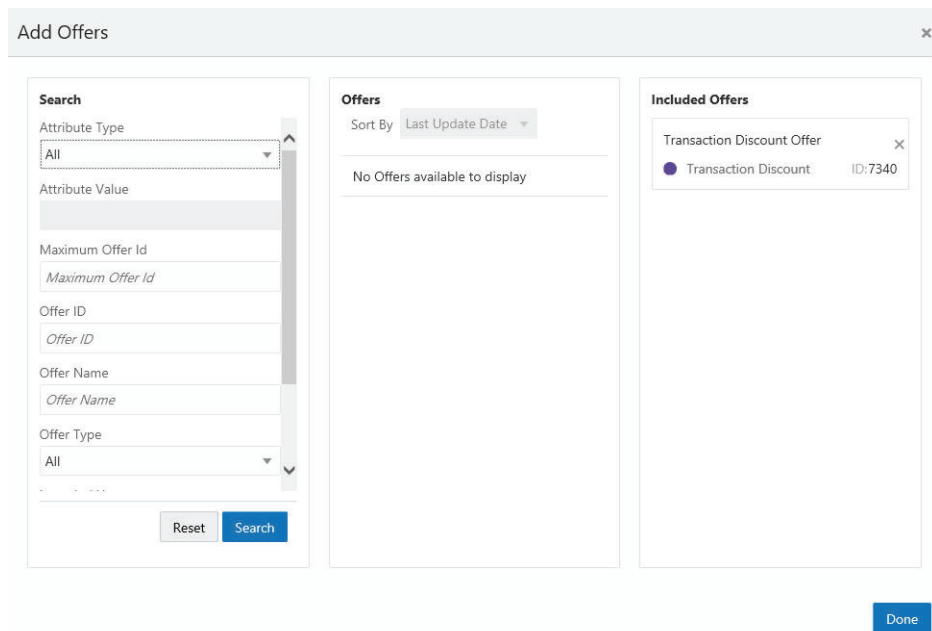 Add Offers
Search
Attribute Type
All
Attribute Value
Maximum Offer Id
Maximum Offer Id
Offer ID
Offer ID
Offer Name
Offer Name
Offer Type
All
Reset Search
Offers
Sort By Last Update Date
No Offers available to display
Included Offers
Transaction Discount Offer
Transaction Discount ID:7340
Done